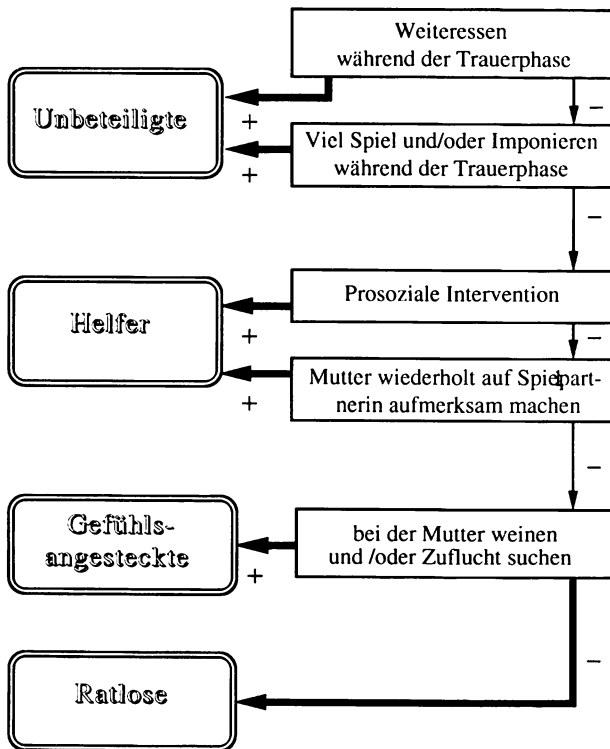 Weiteressen
während der Trauerphase
Unbeteiligte
+
−
Viel Spiel und/oder Imponieren
während der Trauerphase
+
−
Prosoziale Intervention
Helfer
+
−
Mutter wiederholt auf Spielpart-
nerin aufmerksam machen
+
−
Gefühls-
angesteckte
bei der Mutter weinen
und /oder Zuflucht suchen
+
−
Ratlose